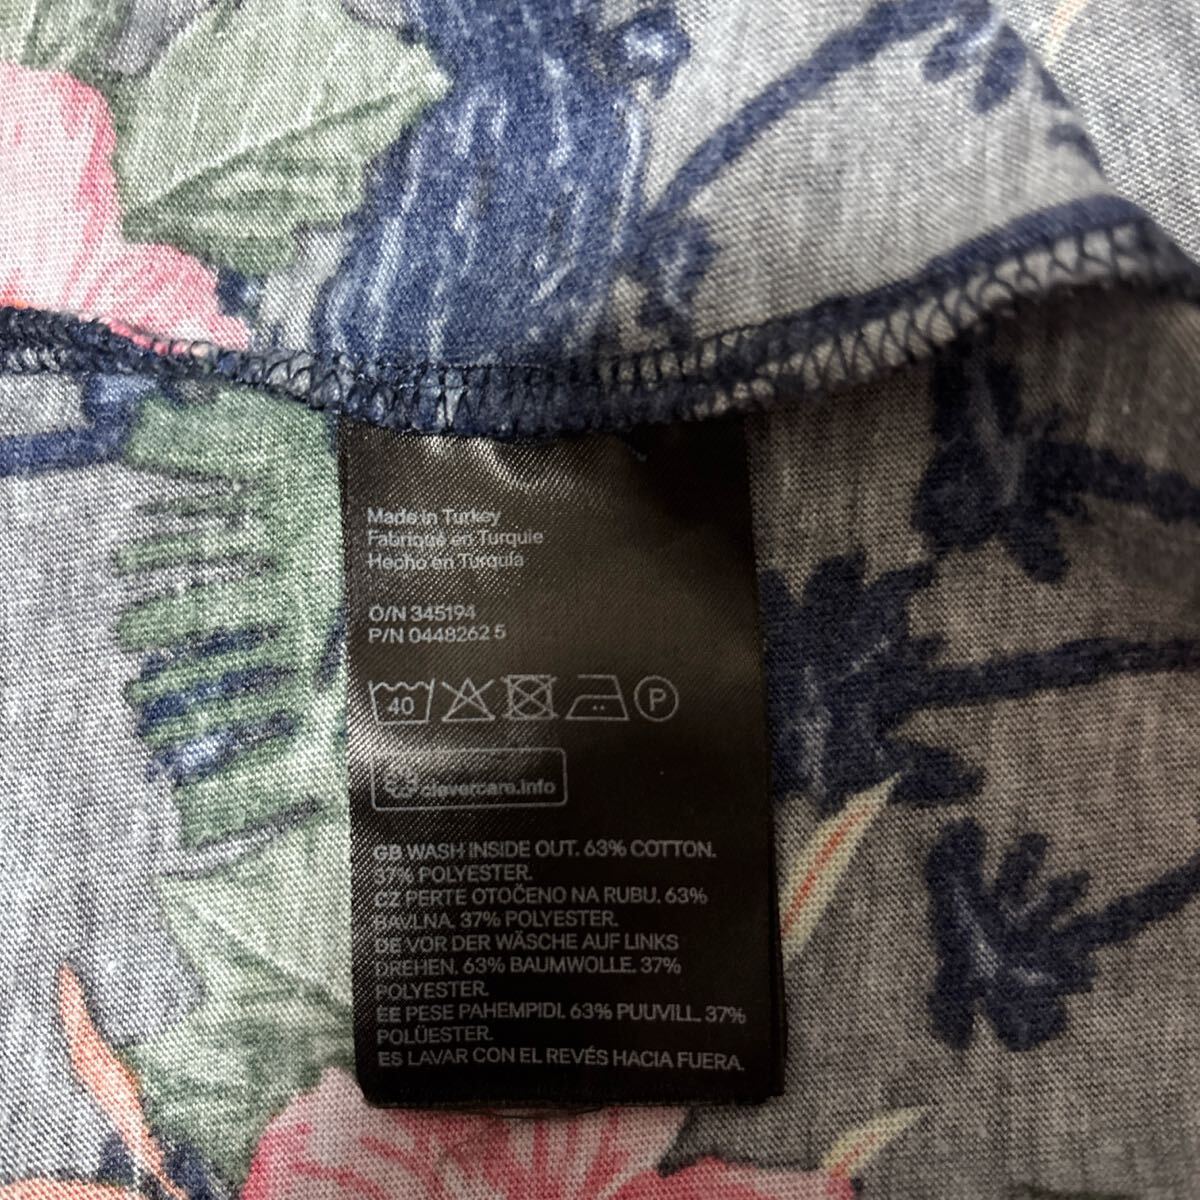 Made in Turkey
Fabriqué en Turquie
Hecho en Turquía
O/N 345194
P/N 0448262 5
40 P
clevercare.info
GB WASH INSIDE OUT. 63% COTTON.
37% POLYESTER.
CZ PERTE OTOČENO NA RUBU. 63%
BAVLNA. 37% POLYESTER.
DE VOR DER WÄSCHE AUF LINKS
DREHEN. 63% BAUMWOLLE. 37%
POLYESTER.
EE PESE PAHEMPIDI. 63% PUUVILL. 37%
POLÜESTER.
ES LAVAR CON EL REVÉS HACIA FUERA.